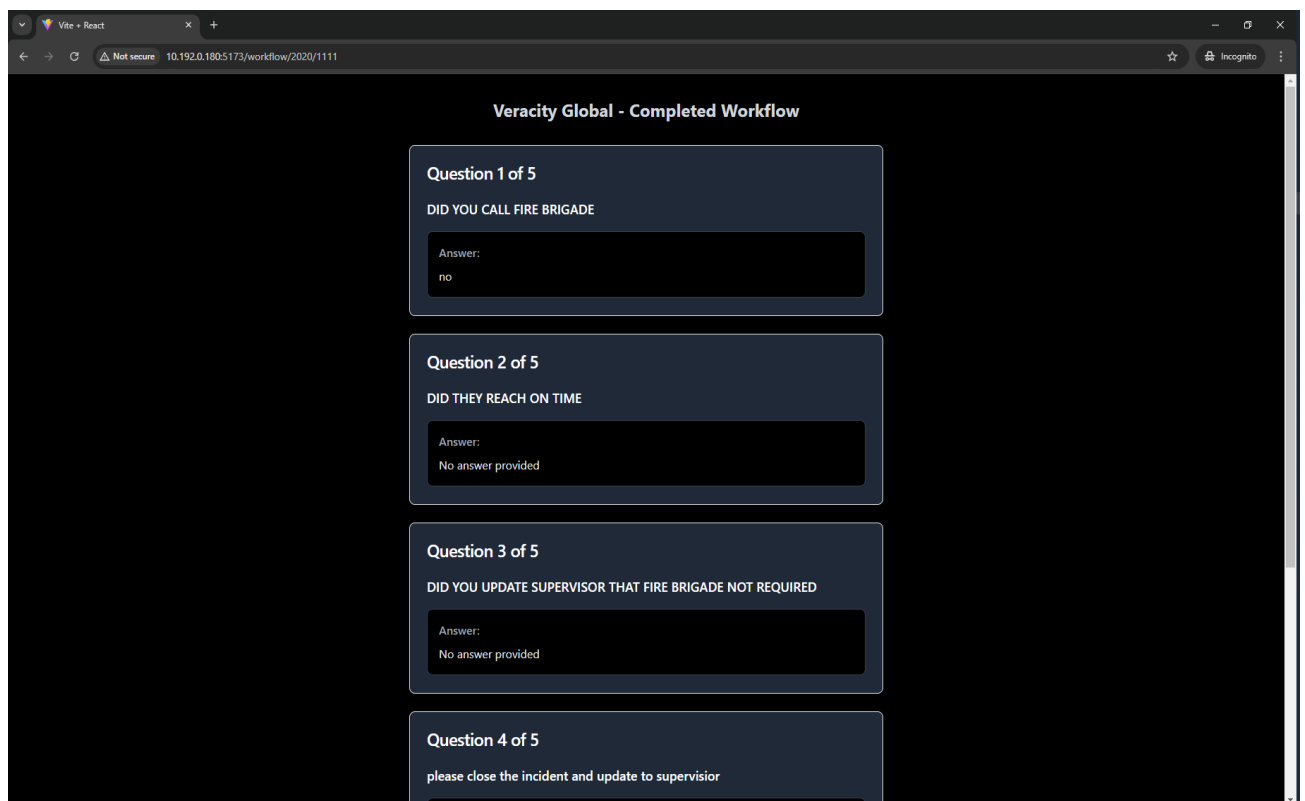 Vite + React
Not secure 10.192.0.180:5173/workflow/2020/1111
Incognito
Veracity Global - Completed Workflow
Question 1 of 5
DID YOU CALL FIRE BRIGADE
Answer:
no
Question 2 of 5
DID THEY REACH ON TIME
Answer:
No answer provided
Question 3 of 5
DID YOU UPDATE SUPERVISOR THAT FIRE BRIGADE NOT REQUIRED
Answer:
No answer provided
Question 4 of 5
please close the incident and update to supervisior